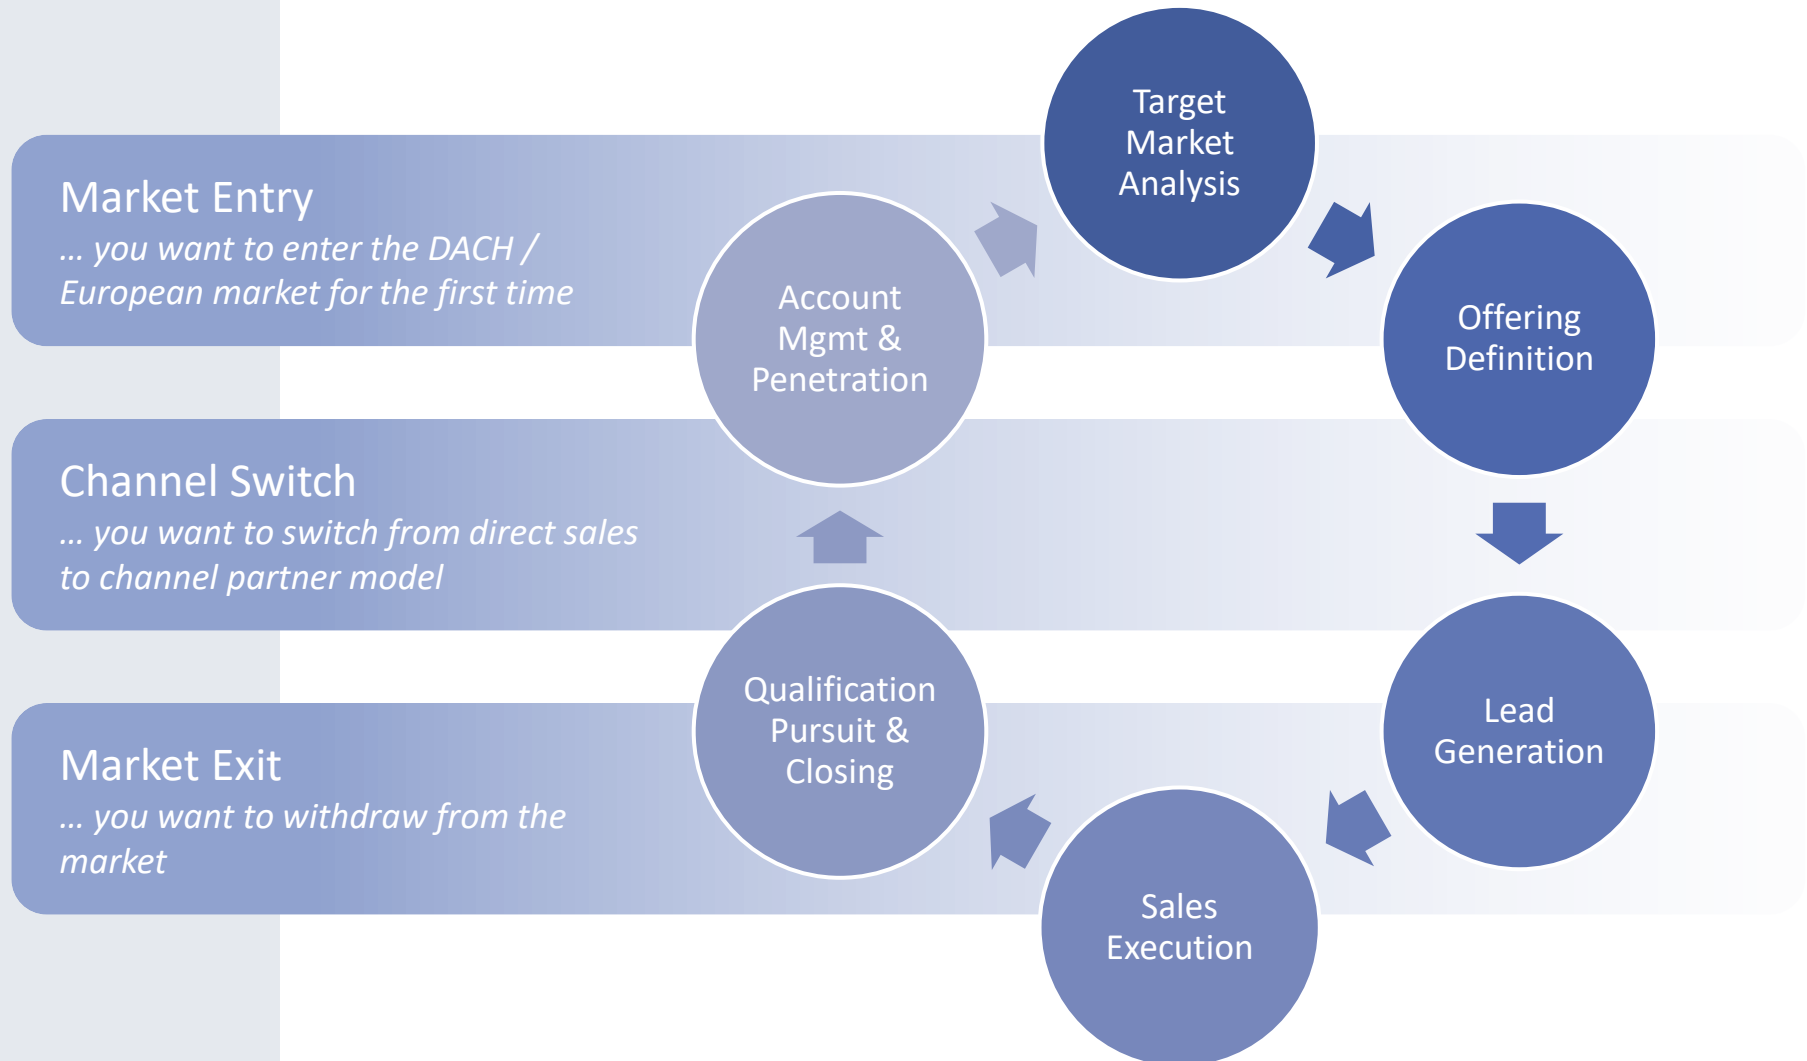 Market Entry
… you want to enter the DACH /
European market for the first time
Channel Switch
… you want to switch from direct sales
to channel partner model
Market Exit
… you want to withdraw from the
market
Target
Market
Analysis
Offering
Definition
Lead
Generation
Sales
Execution
Qualification
Pursuit &
Closing
Account
Mgmt &
Penetration